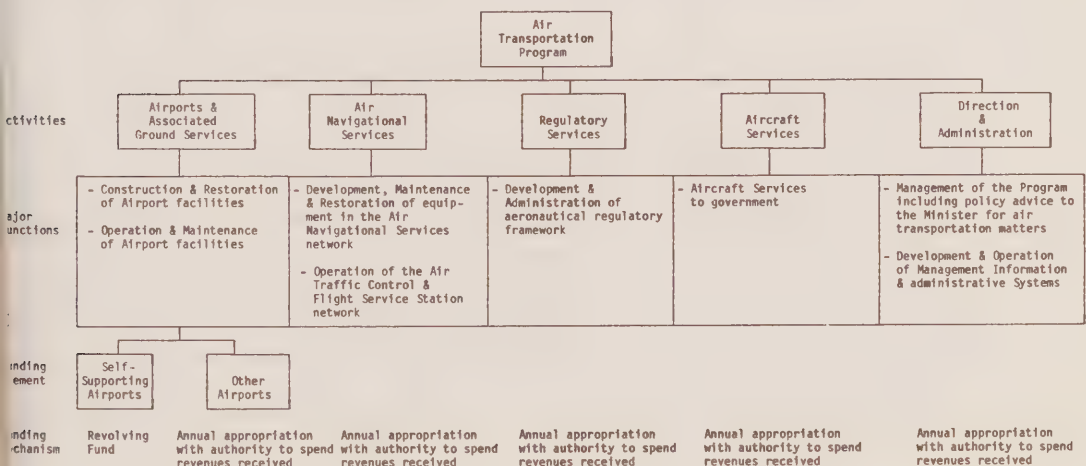 Air
Transportation
Program
ctivities
Airports &
Associated
Ground Services
Air
Navigational
Services
Regulatory
Services
Aircraft
Services
Direction
&
Administration
ajor
unctions
- Construction & Restoration
of Airport facilities
- Operation & Maintenance
of Airport facilities
- Development, Maintenance
& Restoration of equip-
ment in the Air
Navigational Services
network
- Operation of the Air
Traffic Control &
Flight Service Station
network
- Development &
Administration of
aeronautical regulatory
framework
- Aircraft Services
to government
- Management of the Program
including policy advice to
the Minister for air
transportation matters
- Development & Operation
of Management Information
& administrative Systems
nding
ement
Self-
Supporting
Airports
Other
Airports
nding
chanism
Revolving
Fund
Annual appropriation
with authority to spend
revenues received
Annual appropriation
with authority to spend
revenues received
Annual appropriation
with authority to spend
revenues received
Annual appropriation
with authority to spend
revenues received
Annual appropriation
with authority to spend
revenues received